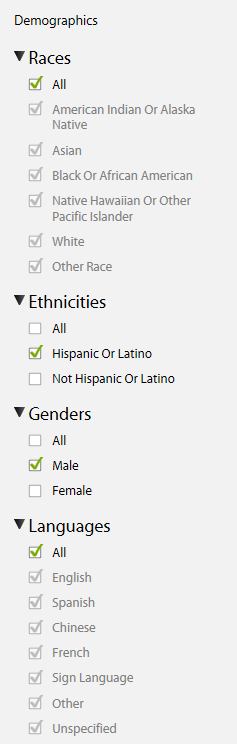 Demographics
Races
All
American Indian Or Alaska
Native
Asian
Black Or African American
Native Hawaiian Or Other
Pacific Islander
White
Other Race
Ethnicities
All
Hispanic Or Latino
Not Hispanic Or Latino
Genders
All
Male
Female
Languages
All
English
Spanish
Chinese
French
Sign Language
Other
Unspecified